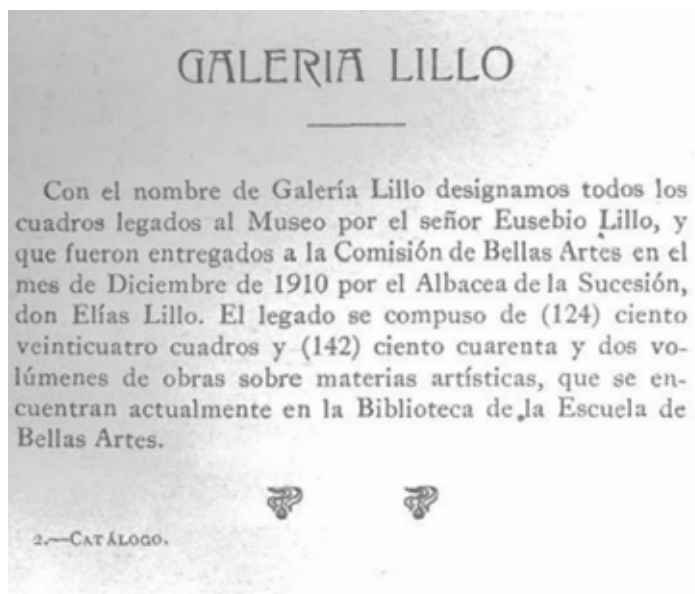 GALERIA LILLO
Con el nombre de Galería Lillo designamos todos los
cuadros legados al Museo por el señor Eusebio Lillo, y
que fueron entregados a la Comisión de Bellas Artes en el
mes de Diciembre de 1910 por el Albacea de la Sucesión,
don Elías Lillo. El legado se compuso de (124) ciento
veinticuatro cuadros y (142) ciento cuarenta y dos vo-
lúmenes de obras sobre materias artísticas, que se en-
cuentran actualmente en la Biblioteca de la Escuela de
Bellas Artes.
2.—CATÁLOGO.